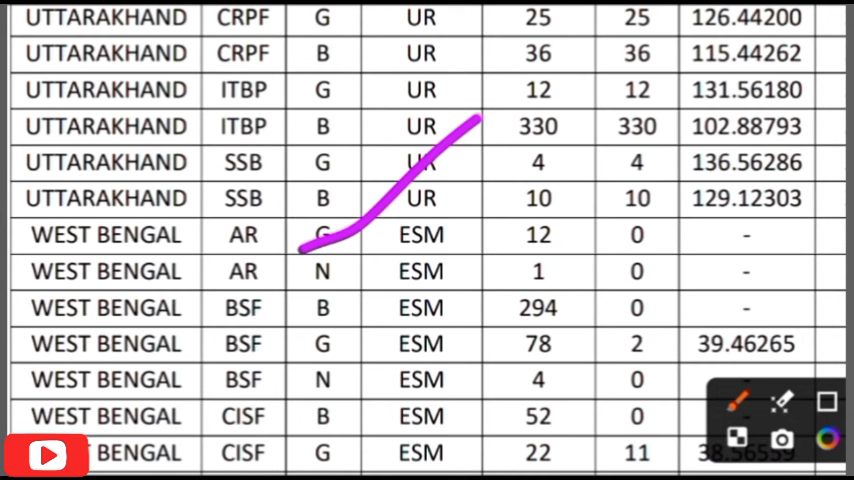 UTTARAKHAND CRPF G UR 25 25 126.44200
UTTARAKHAND CRPF B UR 36 36 115.44262
UTTARAKHAND ITBP G UR 12 12 131.56180
UTTARAKHAND ITBP B UR 330 330 102.88793
UTTARAKHAND SSB G UR 4 4 136.56286
UTTARAKHAND SSB B UR 10 10 129.12303
WEST BENGAL AR G ESM 12 0 -
WEST BENGAL AR N ESM 1 0 -
WEST BENGAL BSF B ESM 294 0 -
WEST BENGAL BSF G ESM 78 2 39.46265
WEST BENGAL BSF N ESM 4 0 -
WEST BENGAL CISF B ESM 52 0
BENGAL CISF G ESM 22 11 38.56559